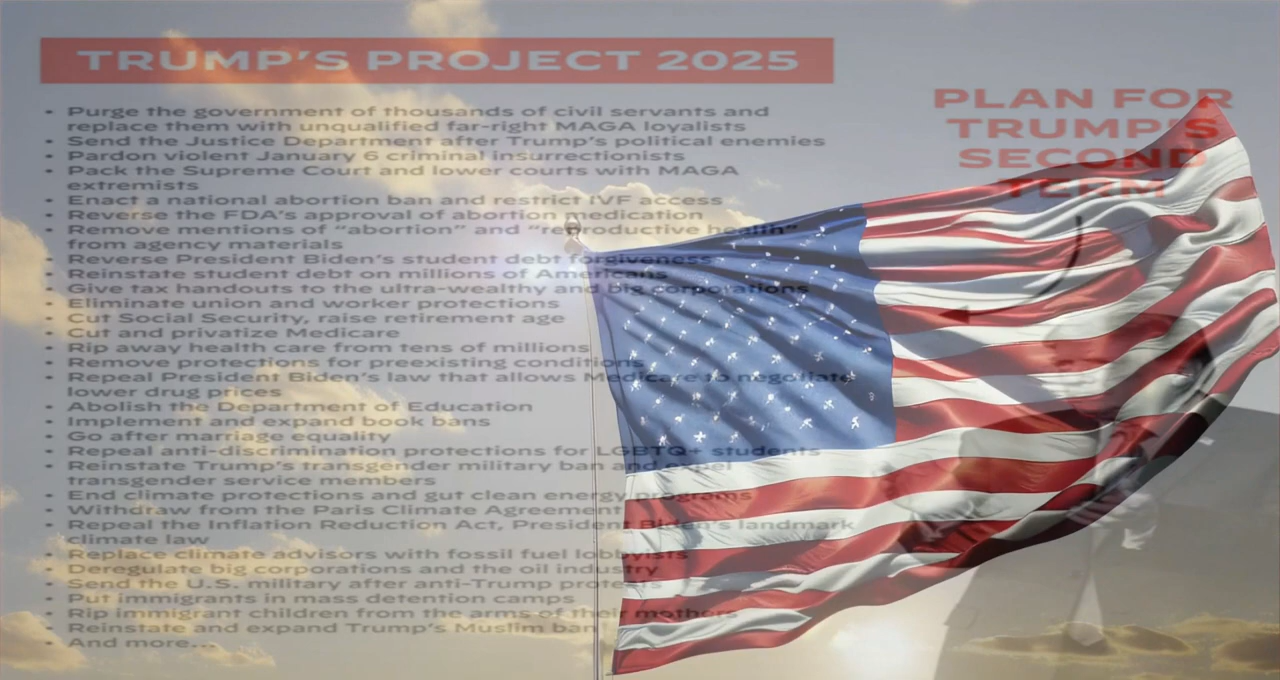 TRUMP'S PROJECT 2025
• Purge the government of thousands of civil servants and
replace them with unqualified far-right MAGA loyalists
• Send the Justice Department after Trump's political enemies
• Pardon violent January 6 criminal insurrectionists
• Pack the Supreme Court and lower courts with MAGA
extremists
• Enact a national abortion ban and restrict IVF access
• Reverse the FDA's approval of abortion medication
• Remove mentions of "abortion" and "reproductive health"
from agency materials
• Reverse President Biden's student debt forgiveness
• Reinstate student debt on millions of Americans
• Give tax handouts to the ultra-wealthy and big corporations
• Eliminate union and worker protections
• Cut Social Security, raise retirement age
• Cut and privatize Medicare
• Rip away health care from tens of millions
• Remove protections for preexisting conditions
• Repeal President Biden's law that allows Medicare to negotiate
lower drug prices
• Abolish the Department of Education
• Implement and expand book bans
• Go after marriage equality
• Repeal anti-discrimination protections for LGBTQ+ students
• Reinstate Trump's transgender military ban and expel
transgender service members
• End climate protections and gut clean energy programs
• Withdraw from the Paris Climate Agreement
• Repeal the Inflation Reduction Act, President Biden's landmark
climate law
• Replace climate advisors with fossil fuel lobbyists
• Deregulate big corporations and the oil industry
• Send the U.S. military after anti-Trump protests
• Put immigrants in mass detention camps
• Rip immigrant children from the arms of their mothers
• Reinstate and expand Trump's Muslim ban
• And more...
PLAN FOR
TRUMP'S
SECOND
TERM